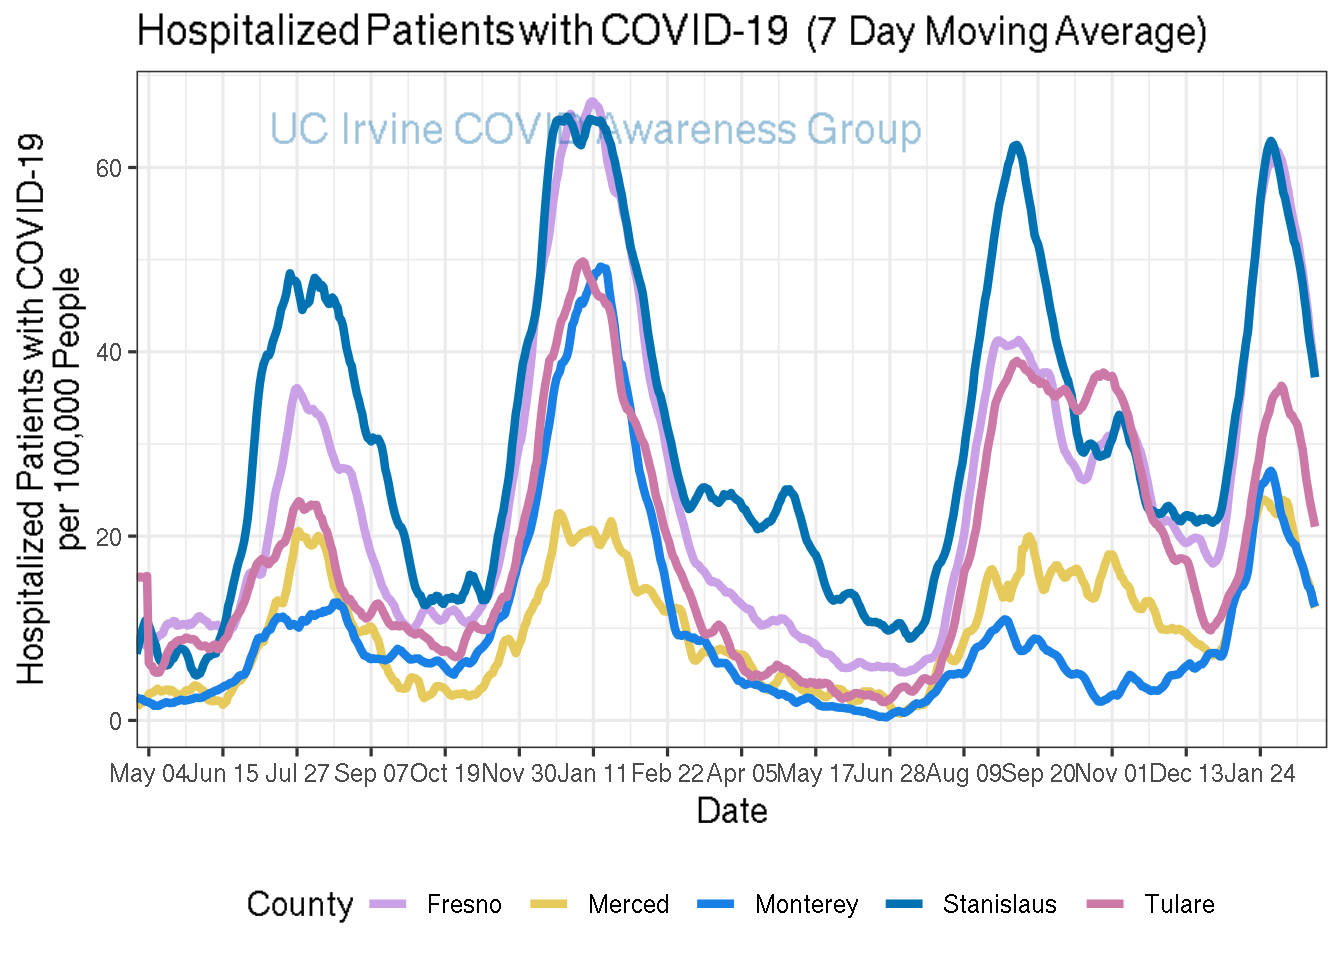 Hospitalized Patients with COVID-19 (7 Day Moving Average)
UC Irvine COVID Awareness Group
Hospitalized Patients with COVID-19
per 100,000 People
60
40
20
0
May 04 Jun 15 Jul 27 Sep 07 Oct 19 Nov 30 Jan 11 Feb 22 Apr 05 May 17 Jun 28 Aug 09 Sep 20 Nov 01 Dec 13 Jan 24
Date
County Fresno Merced Monterey Stanislaus Tulare